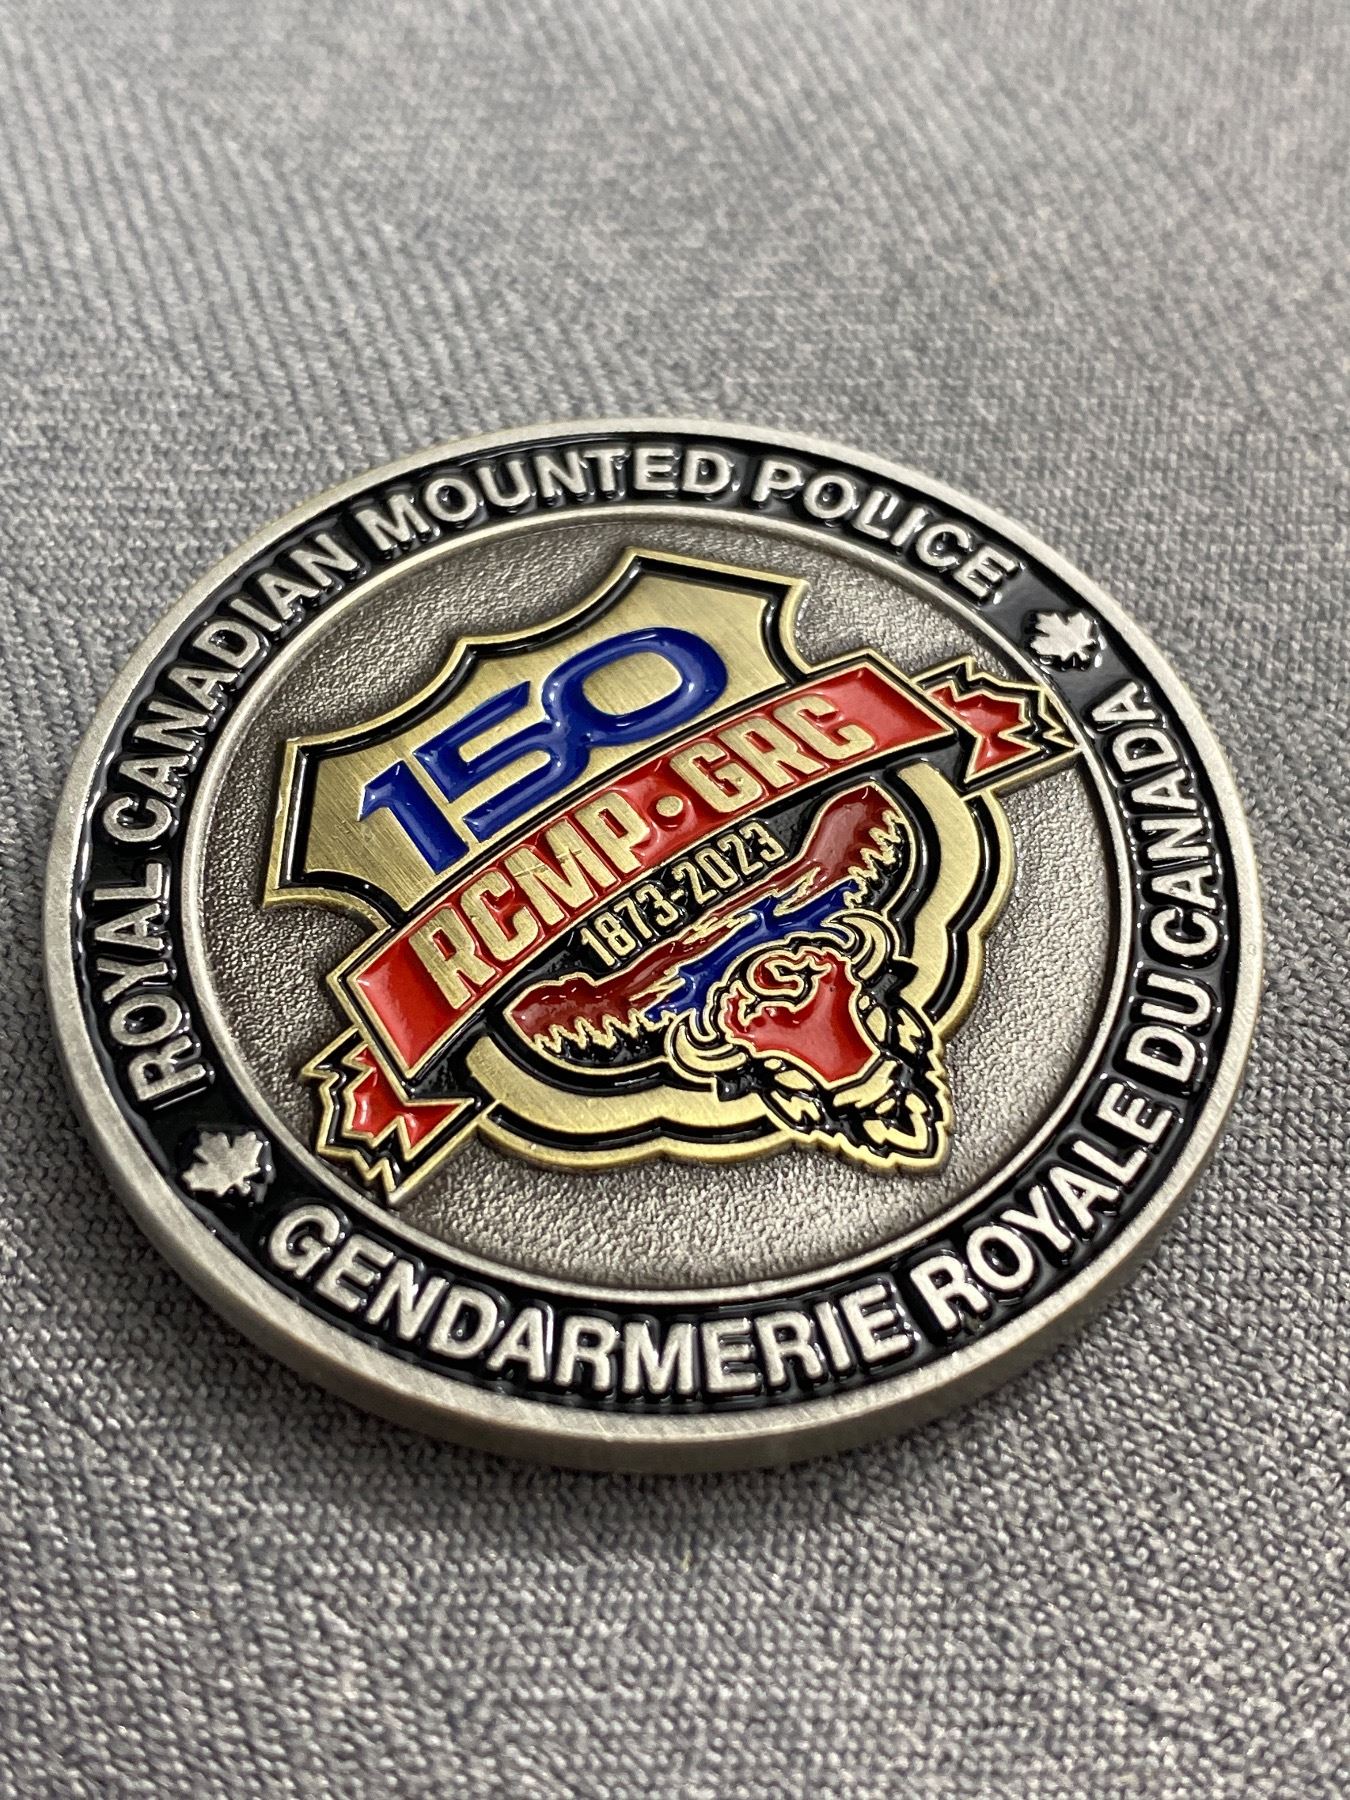 ROYAL CANADIAN MOUNTED POLICE
150
RCMP·GRC
1873-2023
GENDARMERIE ROYALE DU CANADA